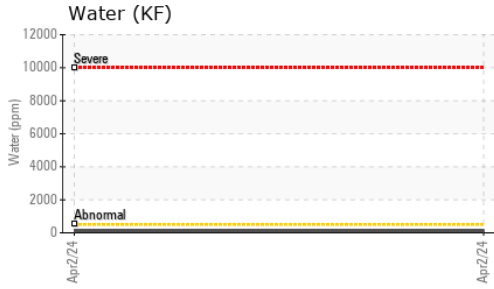 Water (KF)
12000
Severe
10000
8000
6000
4000
2000
Abnormal
0
Water (ppm)
Apr2/24
Apr2/24